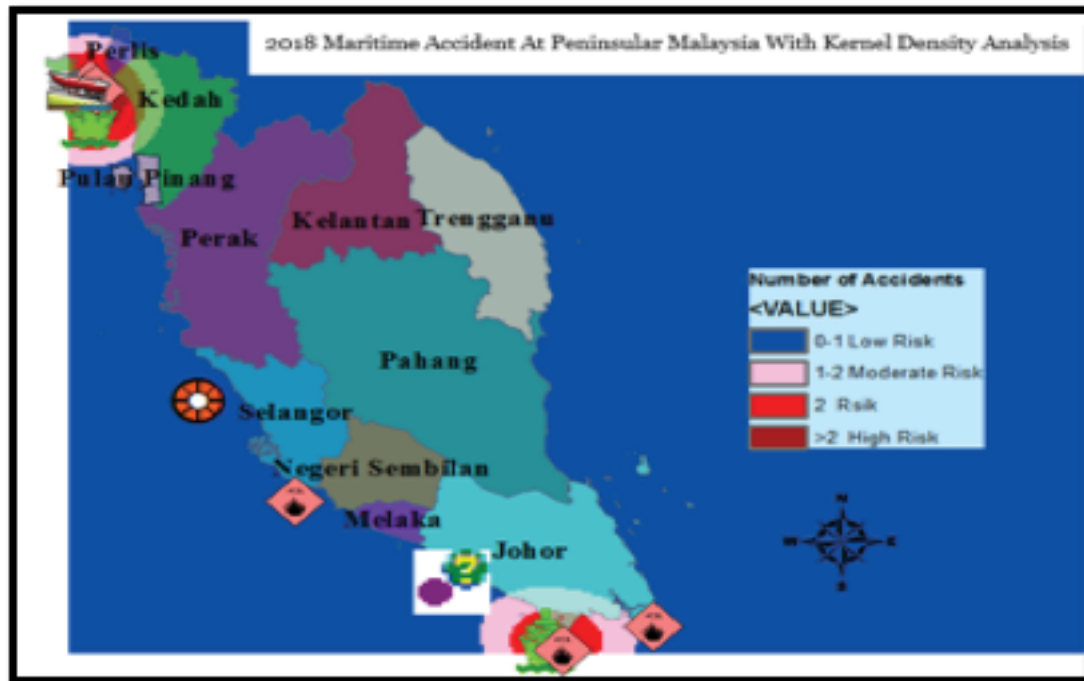 2018 Maritime Accident At Peninsular Malaysia With Kernel Density Analysis
Perlis
Kedah
Pulau Pinang
Kelantan
Trengganu
Perak
Number of Accidents
<VALUE>
0-1 Low Risk
1-2 Moderate Risk
2 Rsik
>2 High Risk
Pahang
Selangor
Negeri Sembilan
Melaka
Johor
N
W
E
S
?